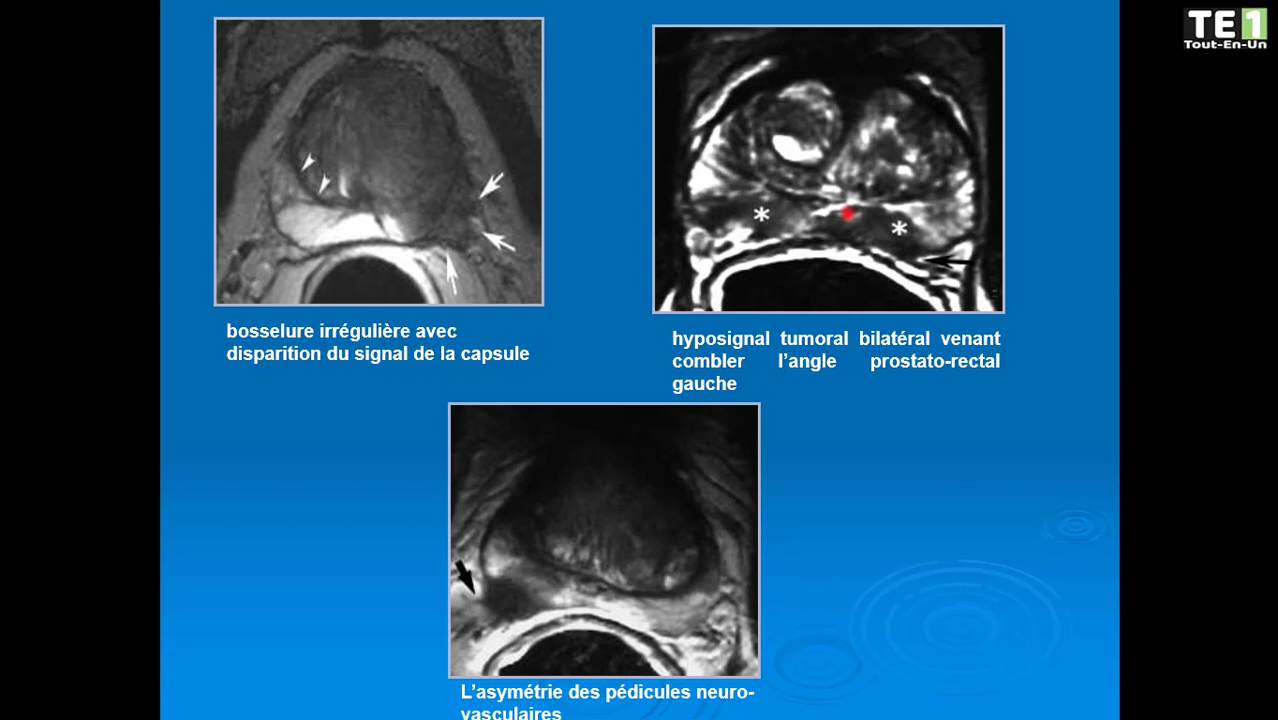 TE1
Tout-En-Un
bosselure irrégulière avec
disparition du signal de la capsule
hyposignal tumoral bilatéral venant
combler l'angle prostato-rectal
gauche
* *
L'asymétrie des pédicules neuro-
vasculaires